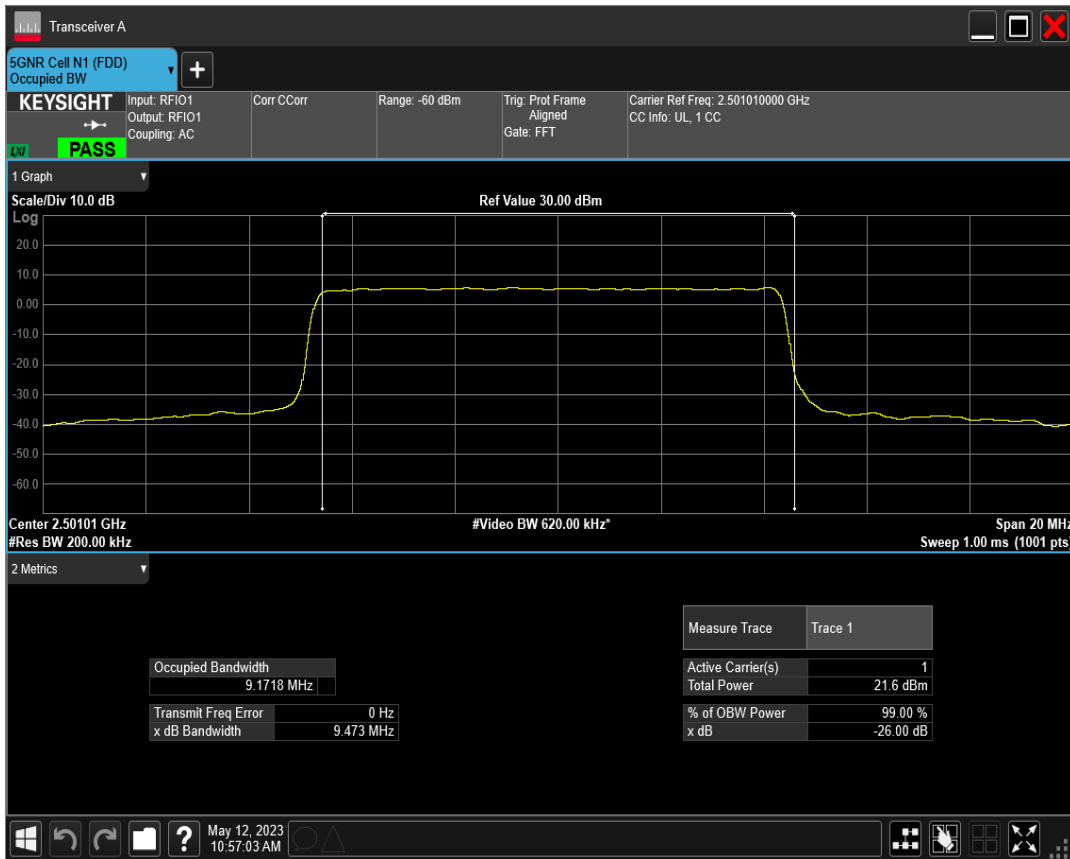 Transceiver A
5GNR Cell N1 (FDD)
Occupied BW
+
KEYSIGHT
LXI
PASS
Input: RFIO1
Output: RFIO1
Coupling: AC
Corr CCorr
Range: -60 dBm
Trig: Prot Frame
Aligned
Gate: FFT
Carrier Ref Freq: 2.501010000 GHz
CC Info: UL, 1 CC
1 Graph
Scale/Div 10.0 dB
Ref Value 30.00 dBm
Log
20.0
10.0
0.00
-10.0
-20.0
-30.0
-40.0
-50.0
-60.0
Center 2.50101 GHz
#Video BW 620.00 kHz*
Span 20 MHz
#Res BW 200.00 kHz
Sweep 1.00 ms (1001 pts)
2 Metrics
Measure Trace Trace 1
Occupied Bandwidth
9.1718 MHz
Active Carrier(s) 1
Total Power 21.6 dBm
Transmit Freq Error 0 Hz
x dB Bandwidth 9.473 MHz
% of OBW Power 99.00 %
x dB -26.00 dB
?
May 12, 2023
10:57:03 AM